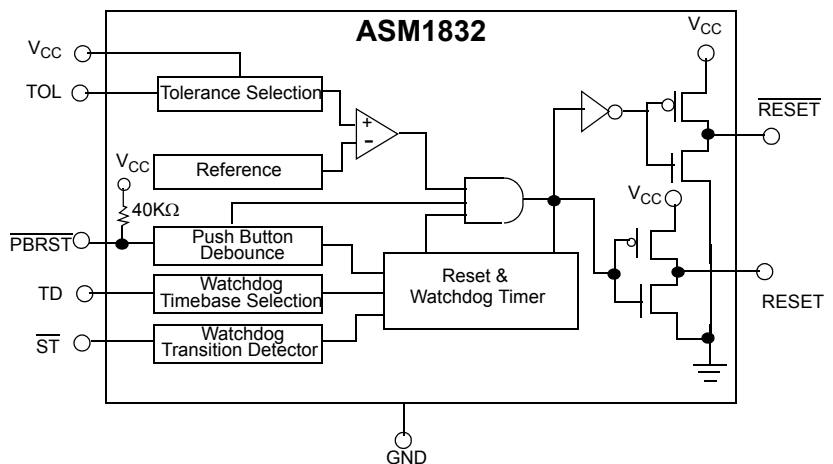 ASM1832
VCC
TOL
Tolerance Selection
+
−
VCC
RESET
Reference
VCC
40KΩ
VCC
PBRST
Push Button
Debounce
TD
Watchdog
Timebase Selection
Reset &
Watchdog Timer
RESET
ST
Watchdog
Transition Detector
GND